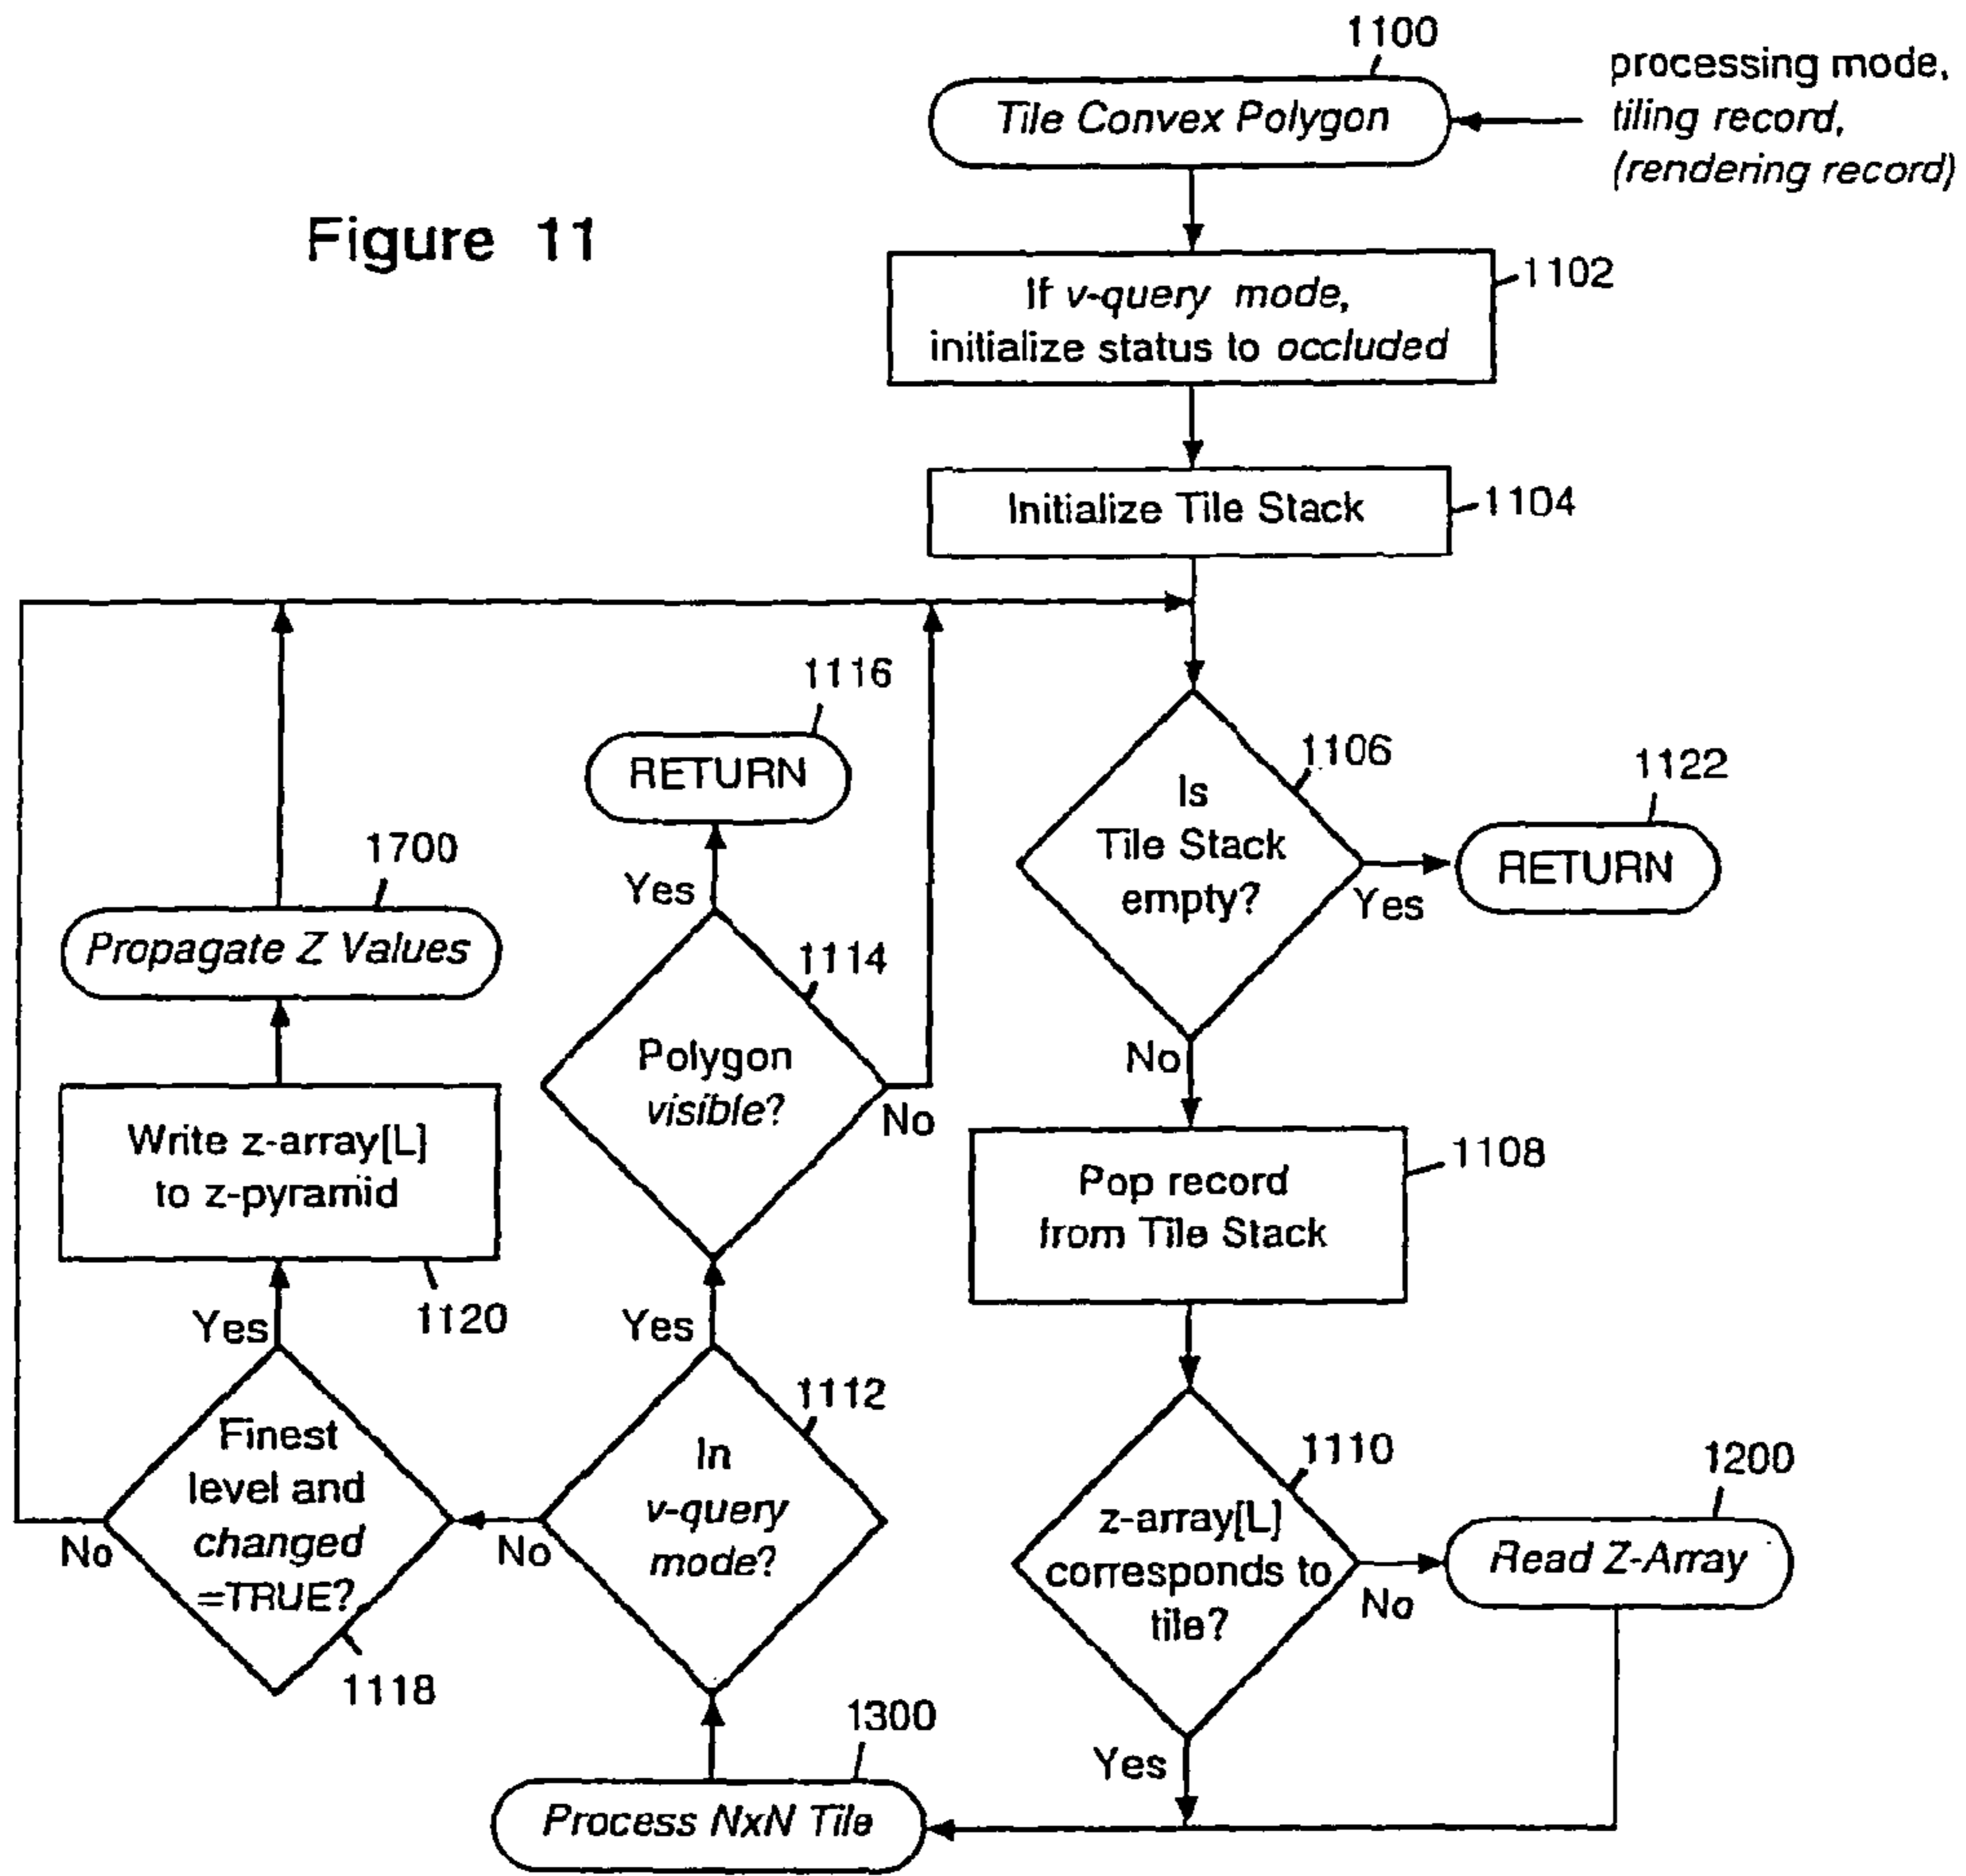 1100
processing mode,
tiling record,
(rendering record)
Tile Convex Polygon
Figure 11
1102
If v-query mode,
initialize status to occluded
1104
Initialize Tile Stack
1116
RETURN
1106
Is
Tile Stack
empty?
Yes
1122
RETURN
1700
Propagate Z Values
Yes
1114
Polygon
visible?
No
No
Write z-array[L]
to z-pyramid
1120
1108
Pop record
from Tile Stack
Yes
Yes
1118
Finest
level and
changed
=TRUE?
No
1112
In
v-query
mode?
No
1110
z-array[L]
corresponds to
tile?
No
1200
Read Z-Array
Yes
1300
Process NxN Tile